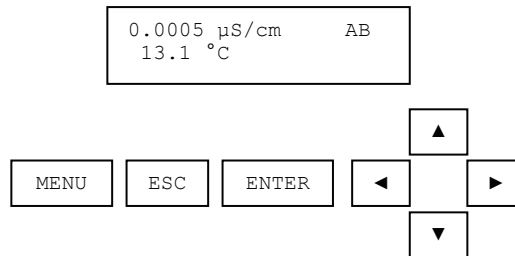 0.0005 µS/cm AB
13.1 °C
▲
MENU ESC ENTER ◄ ►
▼